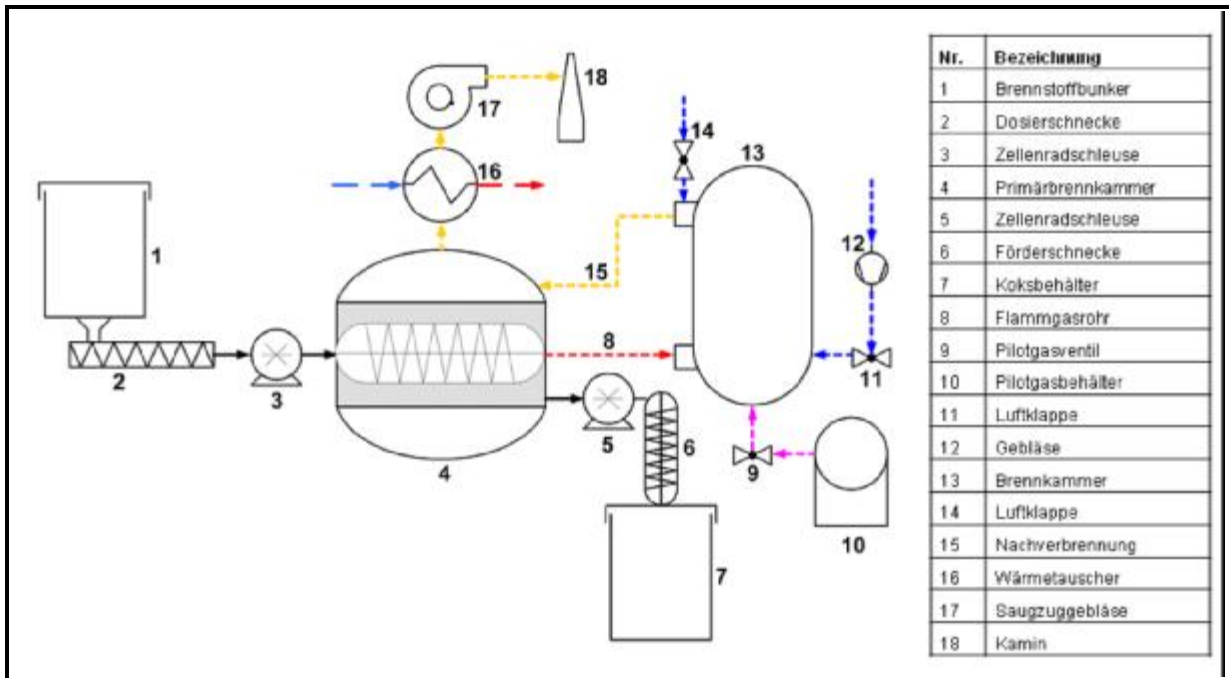 18
17
14
13
16
1
12
15
8
2
3
11
5
6
4
9
10
7
Nr. Bezeichnung
1 Brennstoffbunker
2 Dosierschnecke
3 Zellenradschleuse
4 Primärbrennkammer
5 Zellenradschleuse
6 Förderschnecke
7 Koksbehälter
8 Flammgasrohr
9 Pilotgasventil
10 Pilotgasbehälter
11 Luftklappe
12 Gebläse
13 Brennkammer
14 Luftklappe
15 Nachverbrennung
16 Wärmetauscher
17 Saugzuggebläse
18 Kamin